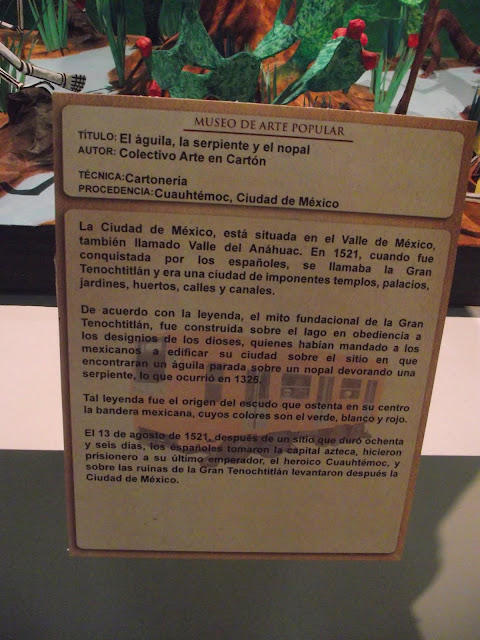 MUSEO DE ARTE POPULAR
TÍTULO: El águila, la serpiente y el nopal
AUTOR: Colectivo Arte en Cartón
TÉCNICA: Cartonería
PROCEDENCIA: Cuauhtémoc, Ciudad de México
La Ciudad de México, está situada en el Valle de México,
también llamado Valle del Anáhuac. En 1521, cuando fue
conquistada por los españoles, se llamaba la Gran
Tenochtitlán y era una ciudad de imponentes templos, palacios,
jardines, huertos, calles y canales.
De acuerdo con la leyenda, el mito fundacional de la Gran
Tenochtitlán, fue construida sobre el lago en obediencia a
los designios de los dioses, quienes habían mandado a los
mexicanos a edificar su ciudad sobre el sitio en que
encontraran un águila parada sobre un nopal devorando una
serpiente, lo que ocurrió en 1325.
Tal leyenda fue el origen del escudo que ostenta en su centro
la bandera mexicana, cuyos colores son el verde, blanco y rojo.
El 13 de agosto de 1521, después de un sitio que duró ochenta
y seis días, los españoles tomaron la capital azteca, hicieron
prisionero a su último emperador, el heroico Cuauhtémoc, y
sobre las ruinas de la Gran Tenochtitlán levantaron después la
Ciudad de México.